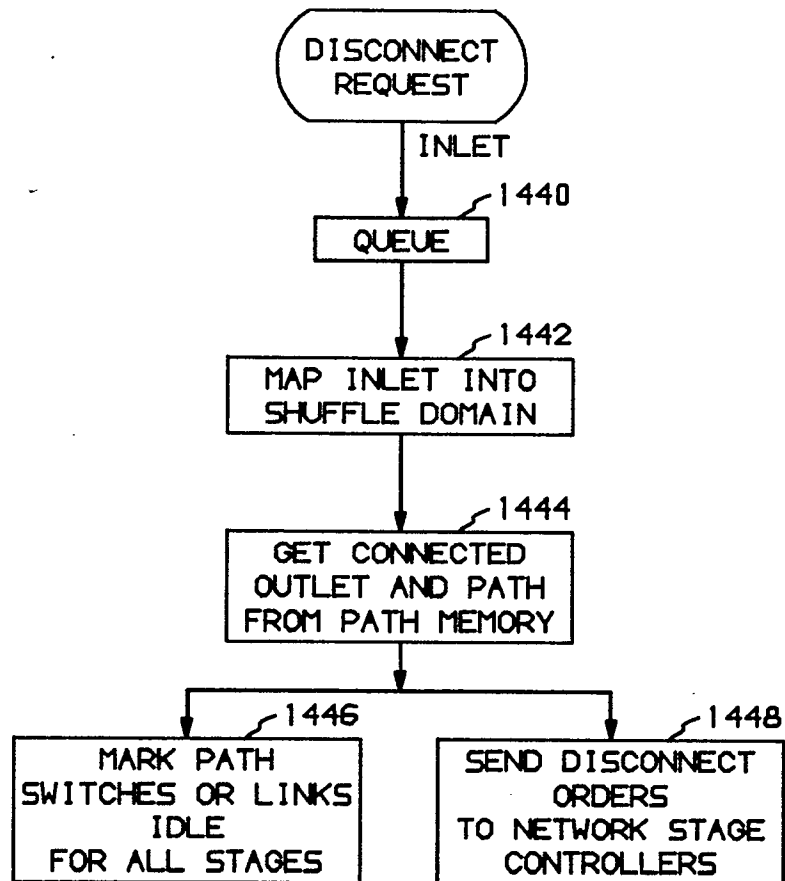 DISCONNECT
REQUEST
INLET
1440
QUEUE
1442
MAP INLET INTO
SHUFFLE DOMAIN
1444
GET CONNECTED
OUTLET AND PATH
FROM PATH MEMORY
1446
MARK PATH
SWITCHES OR LINKS
IDLE
FOR ALL STAGES
1448
SEND DISCONNECT
ORDERS
TO NETWORK STAGE
CONTROLLERS